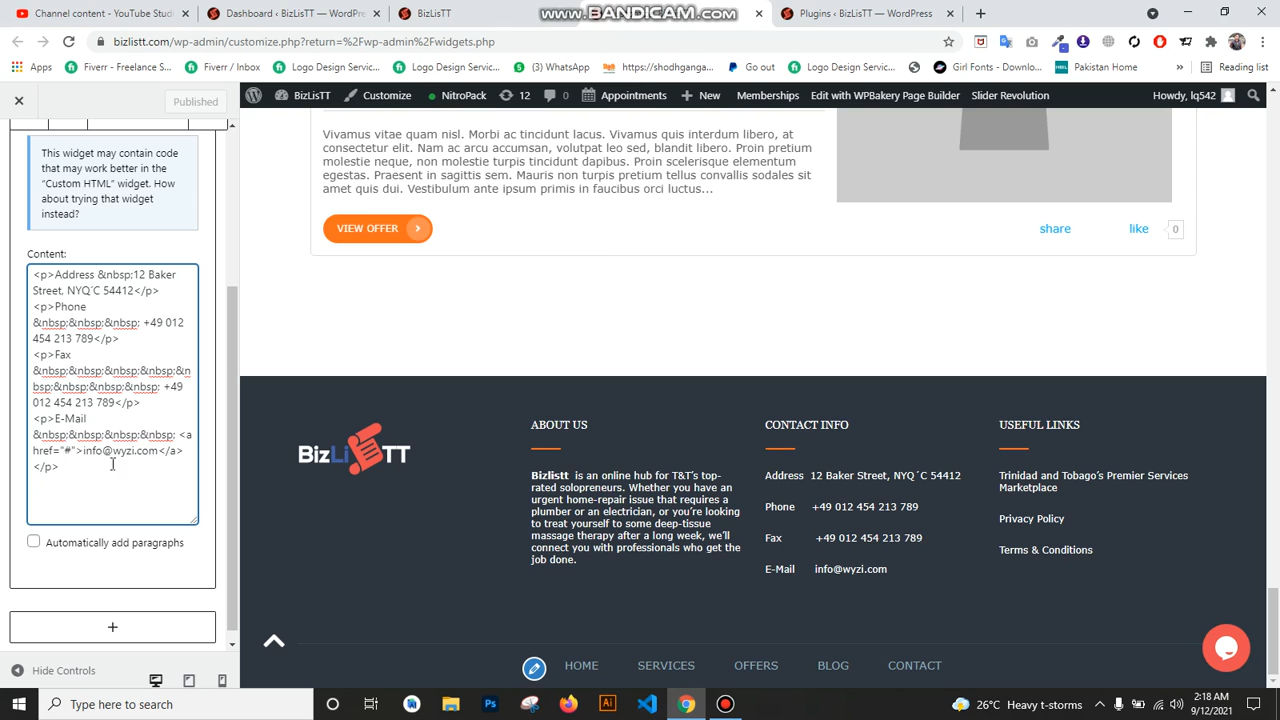 Channel content - YouTube Stud
Dashboard ‹ BizLisTT — WordPre
BizLisTT
www.BANDICAM.com
Plugins ‹ BizLisTT — WordPress
bizlistt.com/wp-admin/customize.php?return=%2Fwp-admin%2Fwidgets.php
Apps
Fiverr - Freelance S...
Fiverr / Inbox
Logo Design Servic...
Logo Design Servic...
(3) WhatsApp
https://shodhganga...
Go out
Logo Design Servic...
Girl Fonts - Downlo...
Pakistan Home
»
Reading list
Published
BizLisTT
Customize
NitroPack
12
0
Appointments
New
Memberships
Edit with WPBakery Page Builder
Slider Revolution
Howdy, lq542
This widget may contain code
that may work better in the
“Custom HTML” widget. How
about trying that widget
instead?
Content:
<p>Address &nbsp;12 Baker
Street, NYQ´C 54412</p>
<p>Phone
&nbsp;&nbsp;&nbsp; +49 012
454 213 789</p>
<p>Fax
&nbsp;&nbsp;&nbsp;&nbsp;&n
bsp;&nbsp;&nbsp;&nbsp; +49
012 454 213 789</p>
<p>E-Mail
&nbsp;&nbsp;&nbsp;&nbsp; <a
href="#">info@wyzi.com</a>
</p>
Automatically add paragraphs
Hide Controls
Vivamus vitae quam nisl. Morbi ac tincidunt lacus. Vivamus quis interdum libero, at
consectetur elit. Nam ac arcu accumsan, volutpat leo sed, blandit libero. Proin pretium
molestie neque, non molestie turpis tincidunt dapibus. Proin scelerisque elementum
egestas. Praesent in sagittis sem. Mauris non turpis pretium tellus convallis sodales sit
amet quis dui. Vestibulum ante ipsum primis in faucibus orci luctus...
VIEW OFFER
share
like
0
BizLisTT
ABOUT US
Bizlistt is an online hub for T&T’s top-
rated solopreneurs. Whether you have an
urgent home-repair issue that requires a
plumber or an electrician, or you’re looking
to treat yourself to some deep-tissue
massage therapy after a long week, we’ll
connect you with professionals who get the
job done.
CONTACT INFO
Address 12 Baker Street, NYQ´C 54412
Phone +49 012 454 213 789
Fax +49 012 454 213 789
E-Mail info@wyzi.com
USEFUL LINKS
Trinidad and Tobago’s Premier Services
Marketplace
Privacy Policy
Terms & Conditions
HOME
SERVICES
OFFERS
BLOG
CONTACT
Type here to search
26°C Heavy t-storms
2:18 AM
9/12/2021